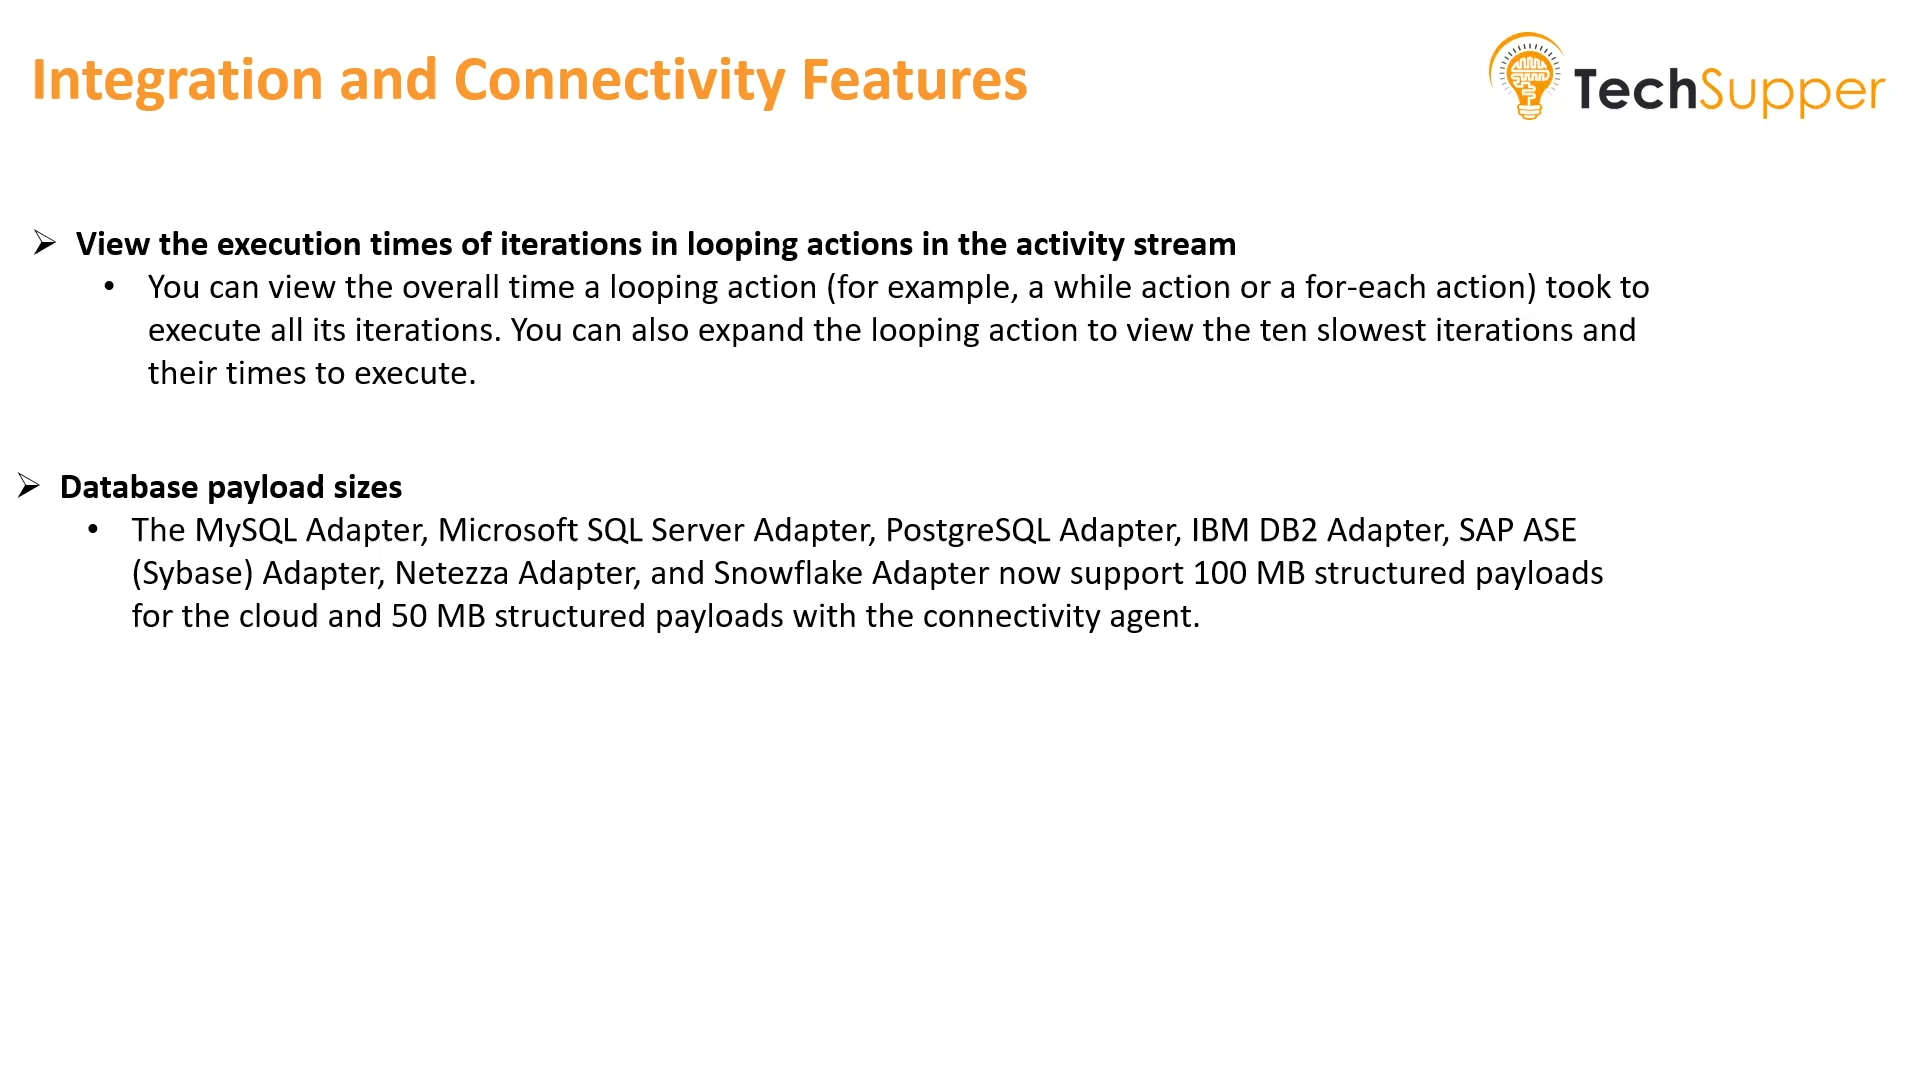 Integration and Connectivity Features
TechSupper
➢ View the execution times of iterations in looping actions in the activity stream
• You can view the overall time a looping action (for example, a while action or a for-each action) took to
execute all its iterations. You can also expand the looping action to view the ten slowest iterations and
their times to execute.
➢ Database payload sizes
• The MySQL Adapter, Microsoft SQL Server Adapter, PostgreSQL Adapter, IBM DB2 Adapter, SAP ASE
(Sybase) Adapter, Netezza Adapter, and Snowflake Adapter now support 100 MB structured payloads
for the cloud and 50 MB structured payloads with the connectivity agent.